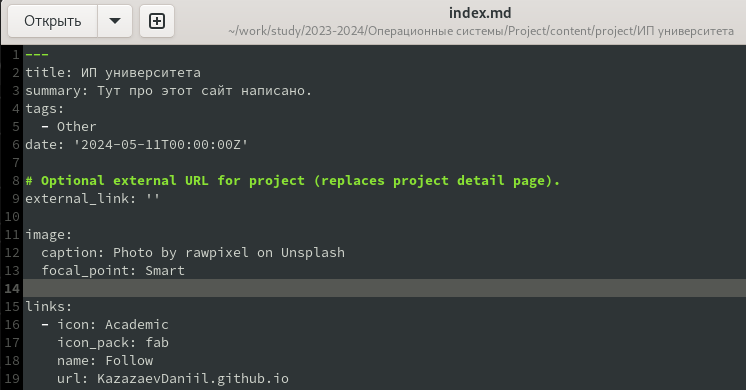 Открыть
index.md
~/work/study/2023-2024/Операционные системы/Project/content/project/ИП университета
1 ---
2 title: ИП университета
3 summary: Тут про этот сайт написано.
4 tags:
5   - Other
6 date: '2024-05-11T00:00:00Z'
7
8 # Optional external URL for project (replaces project detail page).
9 external_link: ''
10
11 image:
12   caption: Photo by rawpixel on Unsplash
13   focal_point: Smart
14
15 links:
16   - icon: Academic
17     icon_pack: fab
18     name: Follow
19     url: KazazaevDaniil.github.io